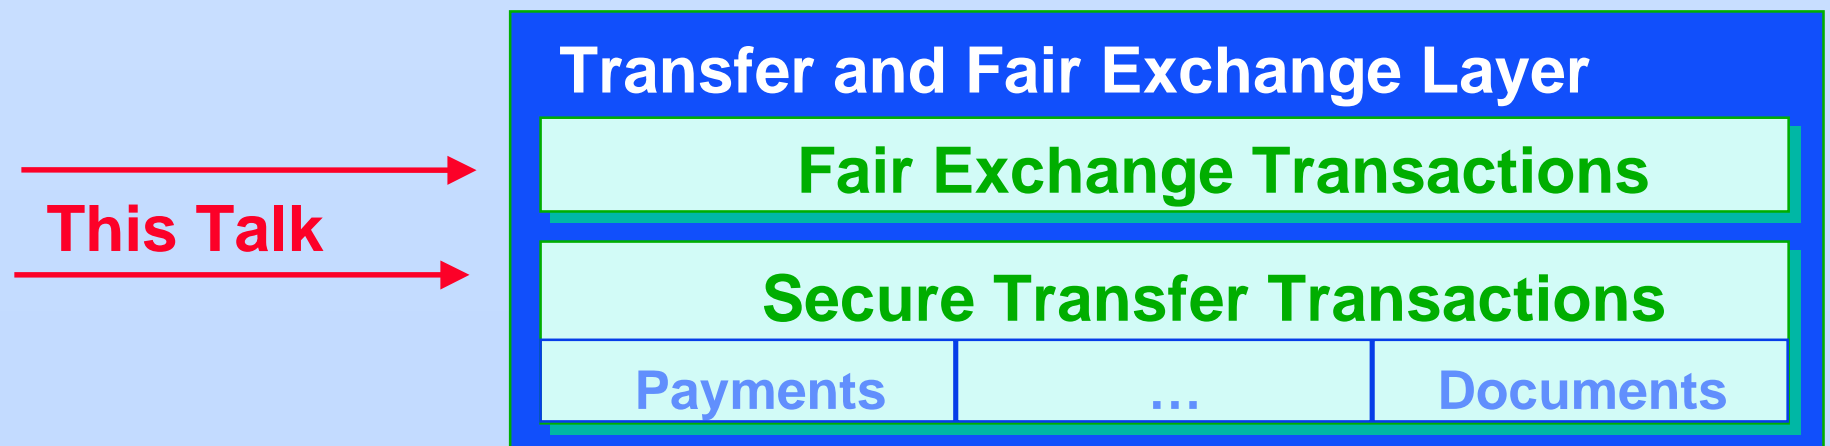 Transfer and Fair Exchange Layer
Fair Exchange Transactions
This Talk
Secure Transfer Transactions
Payments
…
Documents